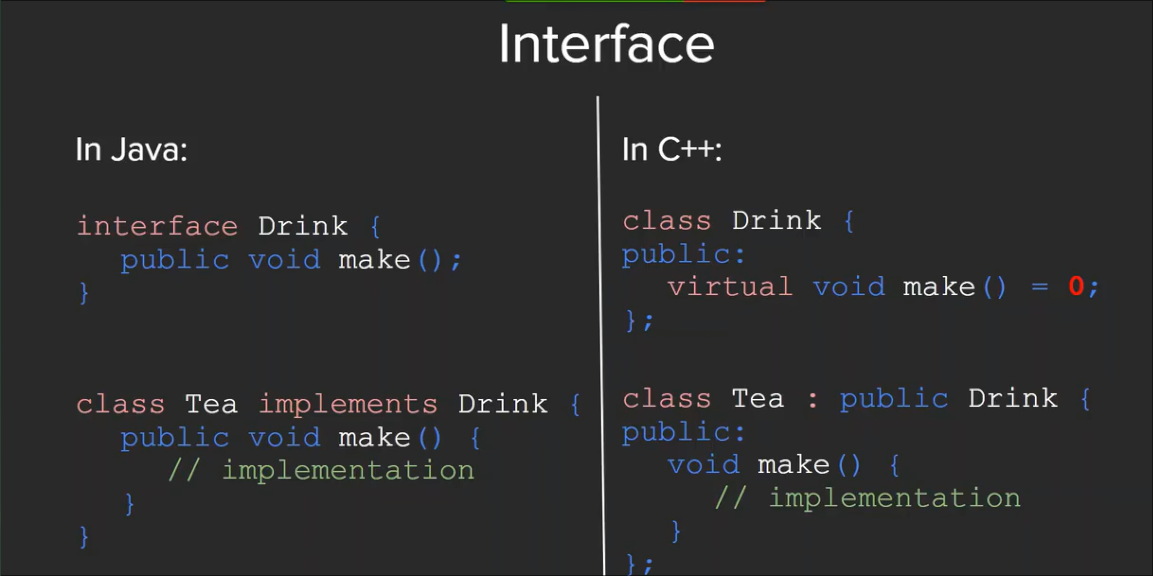 Interface
In Java:
interface Drink {
public void make();
}
class Tea implements Drink {
public void make() {
// implementation
}
}
In C++:
class Drink {
public:
virtual void make() = 0;
};
class Tea : public Drink {
public:
void make() {
// implementation
}
};